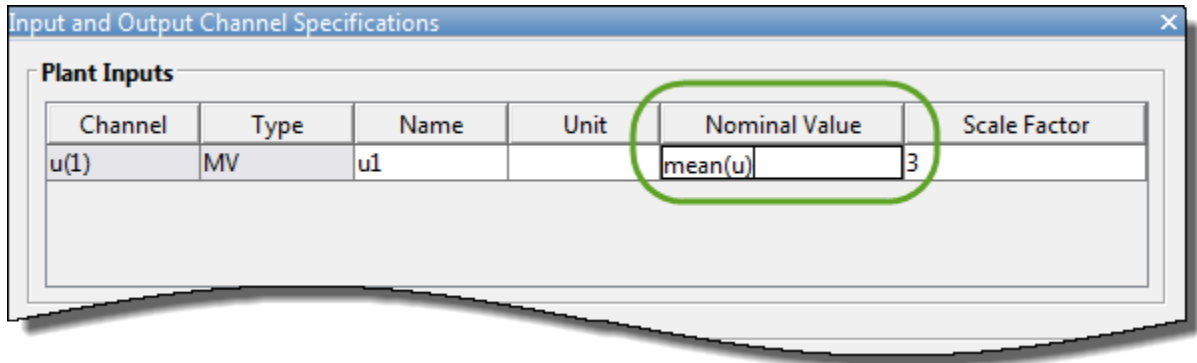 Input and Output Channel Specifications
Plant Inputs
Channel Type Name Unit Nominal Value Scale Factor
u(1) MV u1 mean(u) 3